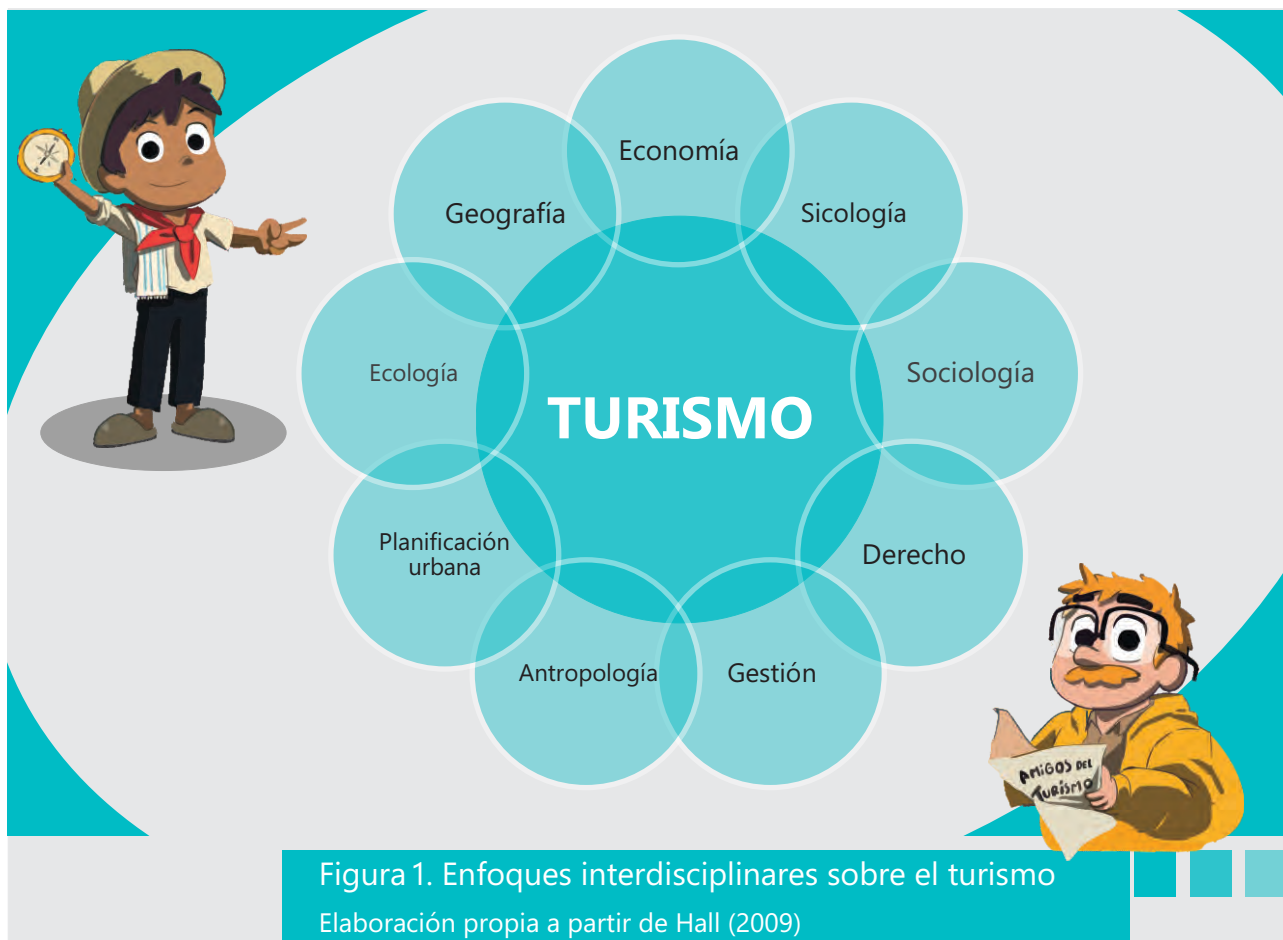 Economía
Geografía
Sicología
Ecología
Sociología
TURISMO
Planificación
urbana
Derecho
Antropología
Gestión
AMiGOS DEL
TURiSMO
Figura 1. Enfoques interdisciplinares sobre el turismo
Elaboración propia a partir de Hall (2009)